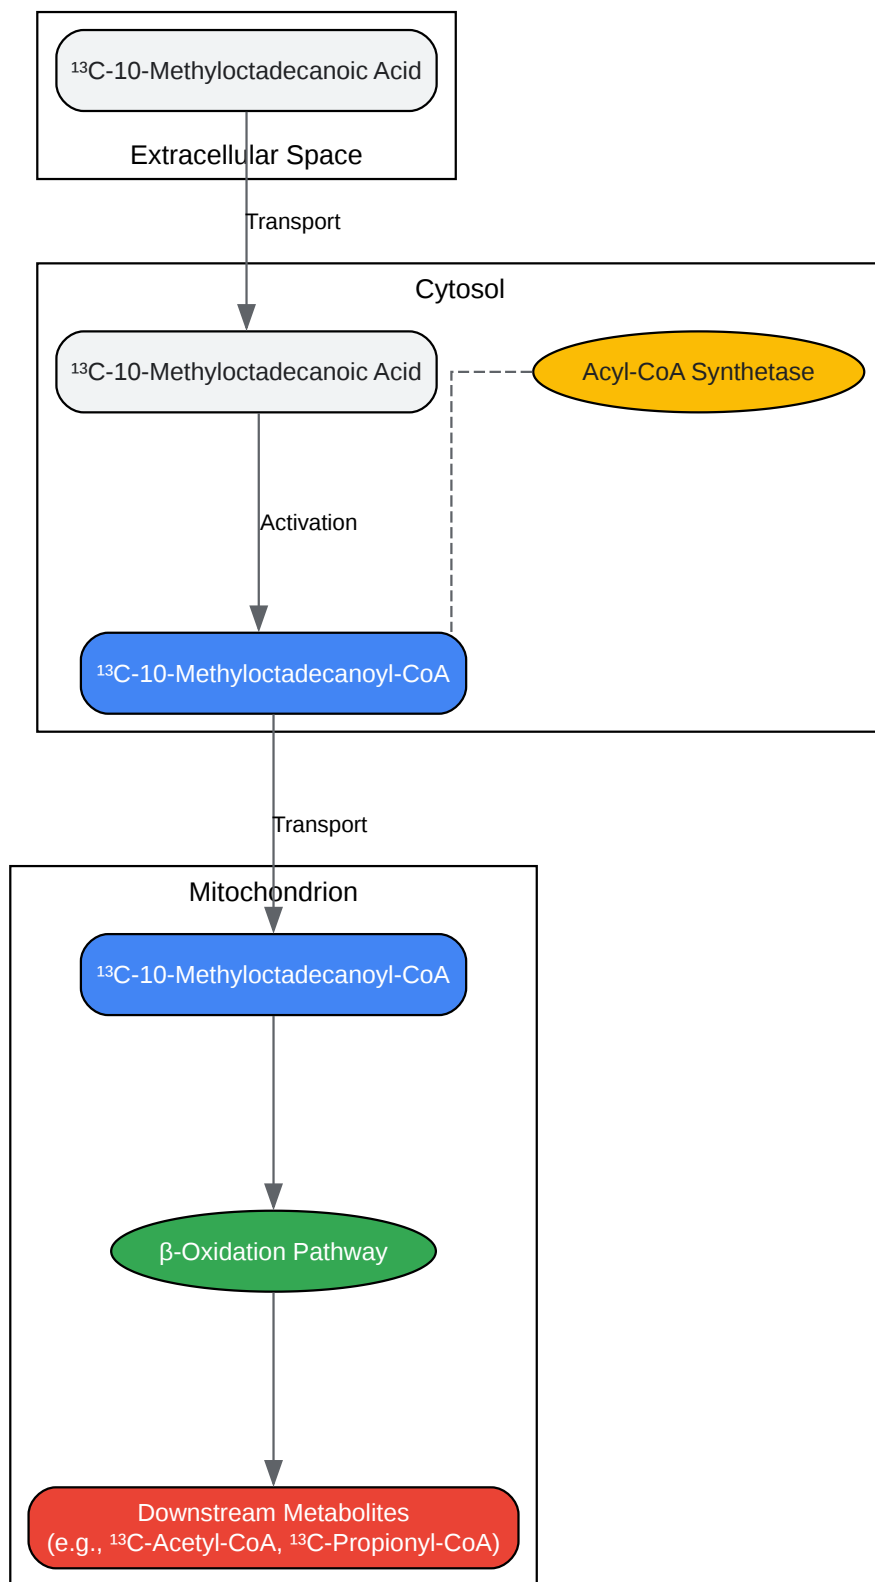 ¹³C-10-Methyloctadecanoic Acid
Extracellular Space
Transport
Cytosol
¹³C-10-Methyloctadecanoic Acid
Acyl-CoA Synthetase
Activation
¹³C-10-Methyloctadecanoyl-CoA
Transport
Mitochondrion
¹³C-10-Methyloctadecanoyl-CoA
β-Oxidation Pathway
Downstream Metabolites
(e.g., ¹³C-Acetyl-CoA, ¹³C-Propionyl-CoA)